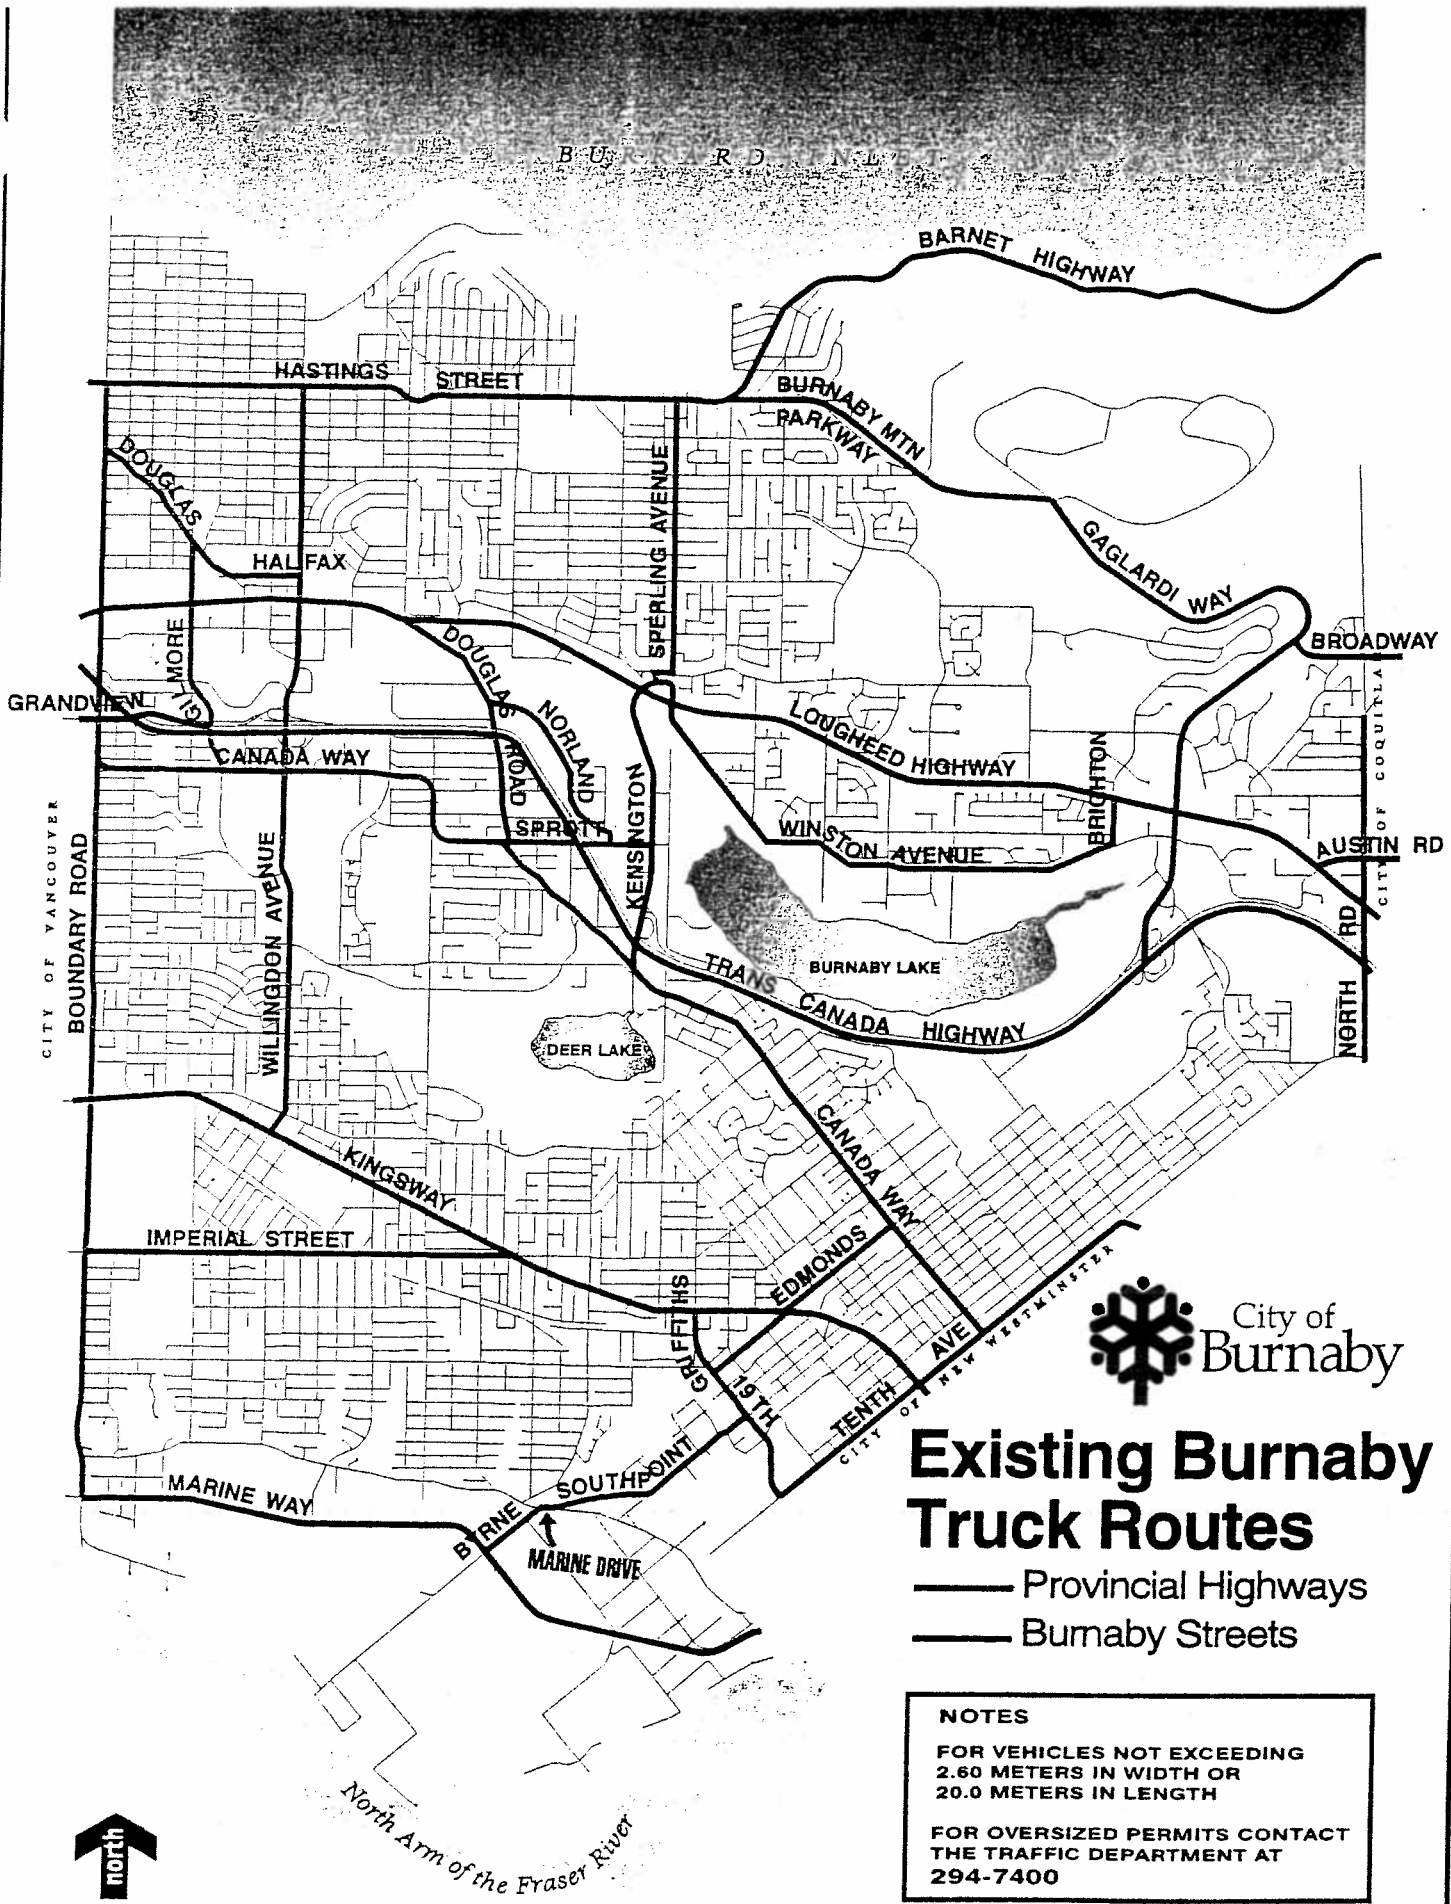 BARNET
HIGHWAY
HASTINGS STREET
BURNABY MTN
PARKWAY
DOUGLAS
SPERLING AVENUE
HALIFAX
GAGLARDI WAY
GILMORE
DOUGLAS ROAD
BROADWAY
GRANDVIEW
NORLAND
LOUGHEED HIGHWAY
CANADA WAY
KENSINGTON
BRIGHTON
SPROTT
WINSTON AVENUE
AUSTIN RD
CITY OF VANCOUVER
BOUNDARY ROAD
WILLINGDON AVENUE
CITY OF
NORTH RD
BURNABY LAKE
TRANS CANADA HIGHWAY
DEER LAKE
CANADA WAY
KINGSWAY
IMPERIAL STREET
EDMONDS
GRIFFITHS
19TH
TENTH AVE
CITY OF NEW WESTMINSTER
SOUTHPOINT
MARINE WAY
BYRNE
MARINE DRIVE
City of
Burnaby
Existing Burnaby
Truck Routes
Provincial Highways
Burnaby Streets
NOTES
FOR VEHICLES NOT EXCEEDING
2.60 METERS IN WIDTH OR
20.0 METERS IN LENGTH
FOR OVERSIZED PERMITS CONTACT
THE TRAFFIC DEPARTMENT AT
294-7400
North Arm of the Fraser River
north